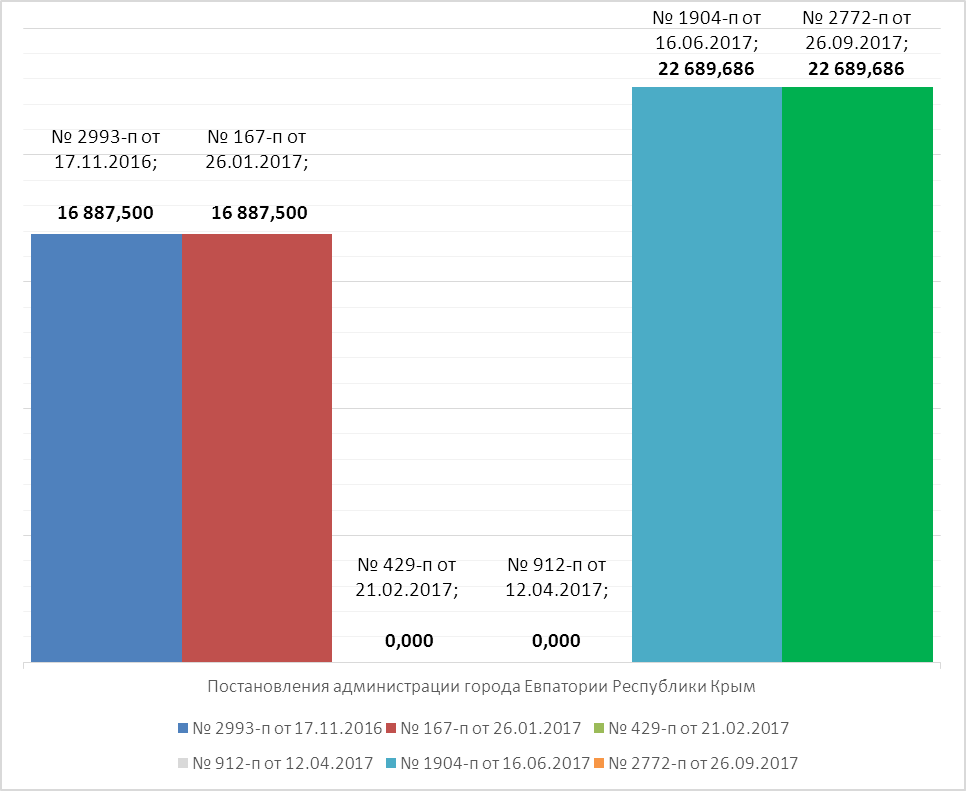 № 1904-п от
16.06.2017;
22 689,686
№ 2772-п от
26.09.2017;
22 689,686
№ 2993-п от
17.11.2016;
16 887,500
№ 167-п от
26.01.2017;
16 887,500
№ 429-п от
21.02.2017;
0,000
№ 912-п от
12.04.2017;
0,000
Постановления администрации города Евпатории Республики Крым
№ 2993-п от 17.11.2016
№ 167-п от 26.01.2017
№ 429-п от 21.02.2017
№ 912-п от 12.04.2017
№ 1904-п от 16.06.2017
№ 2772-п от 26.09.2017